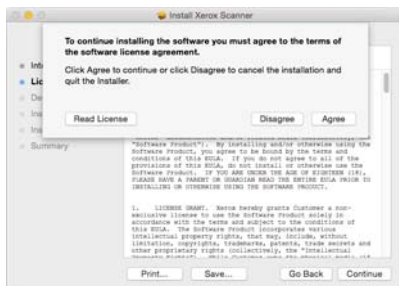 Install Xerox Scanner
To continue installing the software you must agree to the terms of
the software license agreement.
Click Agree to continue or click Disagree to cancel the installation and
quit the Installer.
Read License
Disagree
Agree
Int
Lic
De
Ins
Ins
Summary
"Software Product"). By installing and/or otherwise using the
Software Product, you agree to be bound by the terms and
conditions of this EULA. If you do not agree to all of the
provisions of this EULA, do not install or otherwise use the
Software Product. IF YOU ARE UNDER THE AGE OF EIGHTEEN (18),
PLEASE HAVE A PARENT OR GUARDIAN READ THE ENTIRE EULA PRIOR TO
INSTALLING OR OTHERWISE USING THE SOFTWARE PRODUCT.
1. LICENSE GRANT. Xerox hereby grants Customer a non-
exclusive license to use the Software Product solely in
accordance with the terms and subject to the conditions of
this EULA. The Software Product incorporates various
intellectual property rights, that may, include, without
limitation, copyrights, trademarks, patents, trade secrets and
other proprietary rights (collectively, the "Intellectual
Print...
Save...
Go Back
Continue